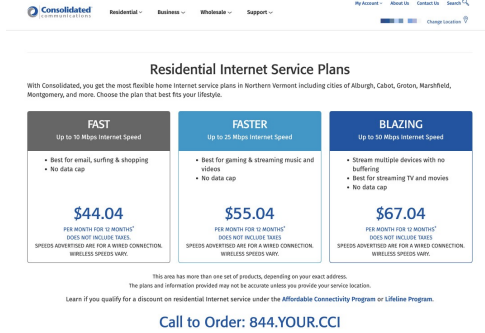 Consolidated
communications
Residential
Business
Wholesale
Support
My Account
About Us
Contact Us
Search
Change Location
Residential Internet Service Plans
With Consolidated, you get the most flexible home Internet service plans in Northern Vermont including cities of Alburgh, Cabot, Groton, Marshfield,
Montgomery, and more. Choose the plan that best fits your lifestyle.
FAST
Up to 10 Mbps Internet Speed
• Best for email, surfing & shopping
• No data cap
$44.04
PER MONTH FOR 12 MONTHS*
DOES NOT INCLUDE TAXES.
SPEEDS ADVERTISED ARE FOR A WIRED CONNECTION.
WIRELESS SPEEDS VARY.
FASTER
Up to 25 Mbps Internet Speed
• Best for gaming & streaming music and
videos
• No data cap
$55.04
PER MONTH FOR 12 MONTHS*
DOES NOT INCLUDE TAXES
SPEEDS ADVERTISED ARE FOR A WIRED CONNECTION.
WIRELESS SPEEDS VARY.
BLAZING
Up to 50 Mbps Internet Speed
• Stream multiple devices with no
buffering
• Best for streaming TV and movies
• No data cap
$67.04
PER MONTH FOR 12 MONTHS*
DOES NOT INCLUDE TAXES
SPEEDS ADVERTISED ARE FOR A WIRED CONNECTION.
WIRELESS SPEEDS VARY.
This area has more than one set of products, depending on your exact address.
The plans and information provided may not be accurate unless you provide your service location.
Learn if you qualify for a discount on residential Internet service under the Affordable Connectivity Program or Lifeline Program.
Call to Order: 844.YOUR.CCI